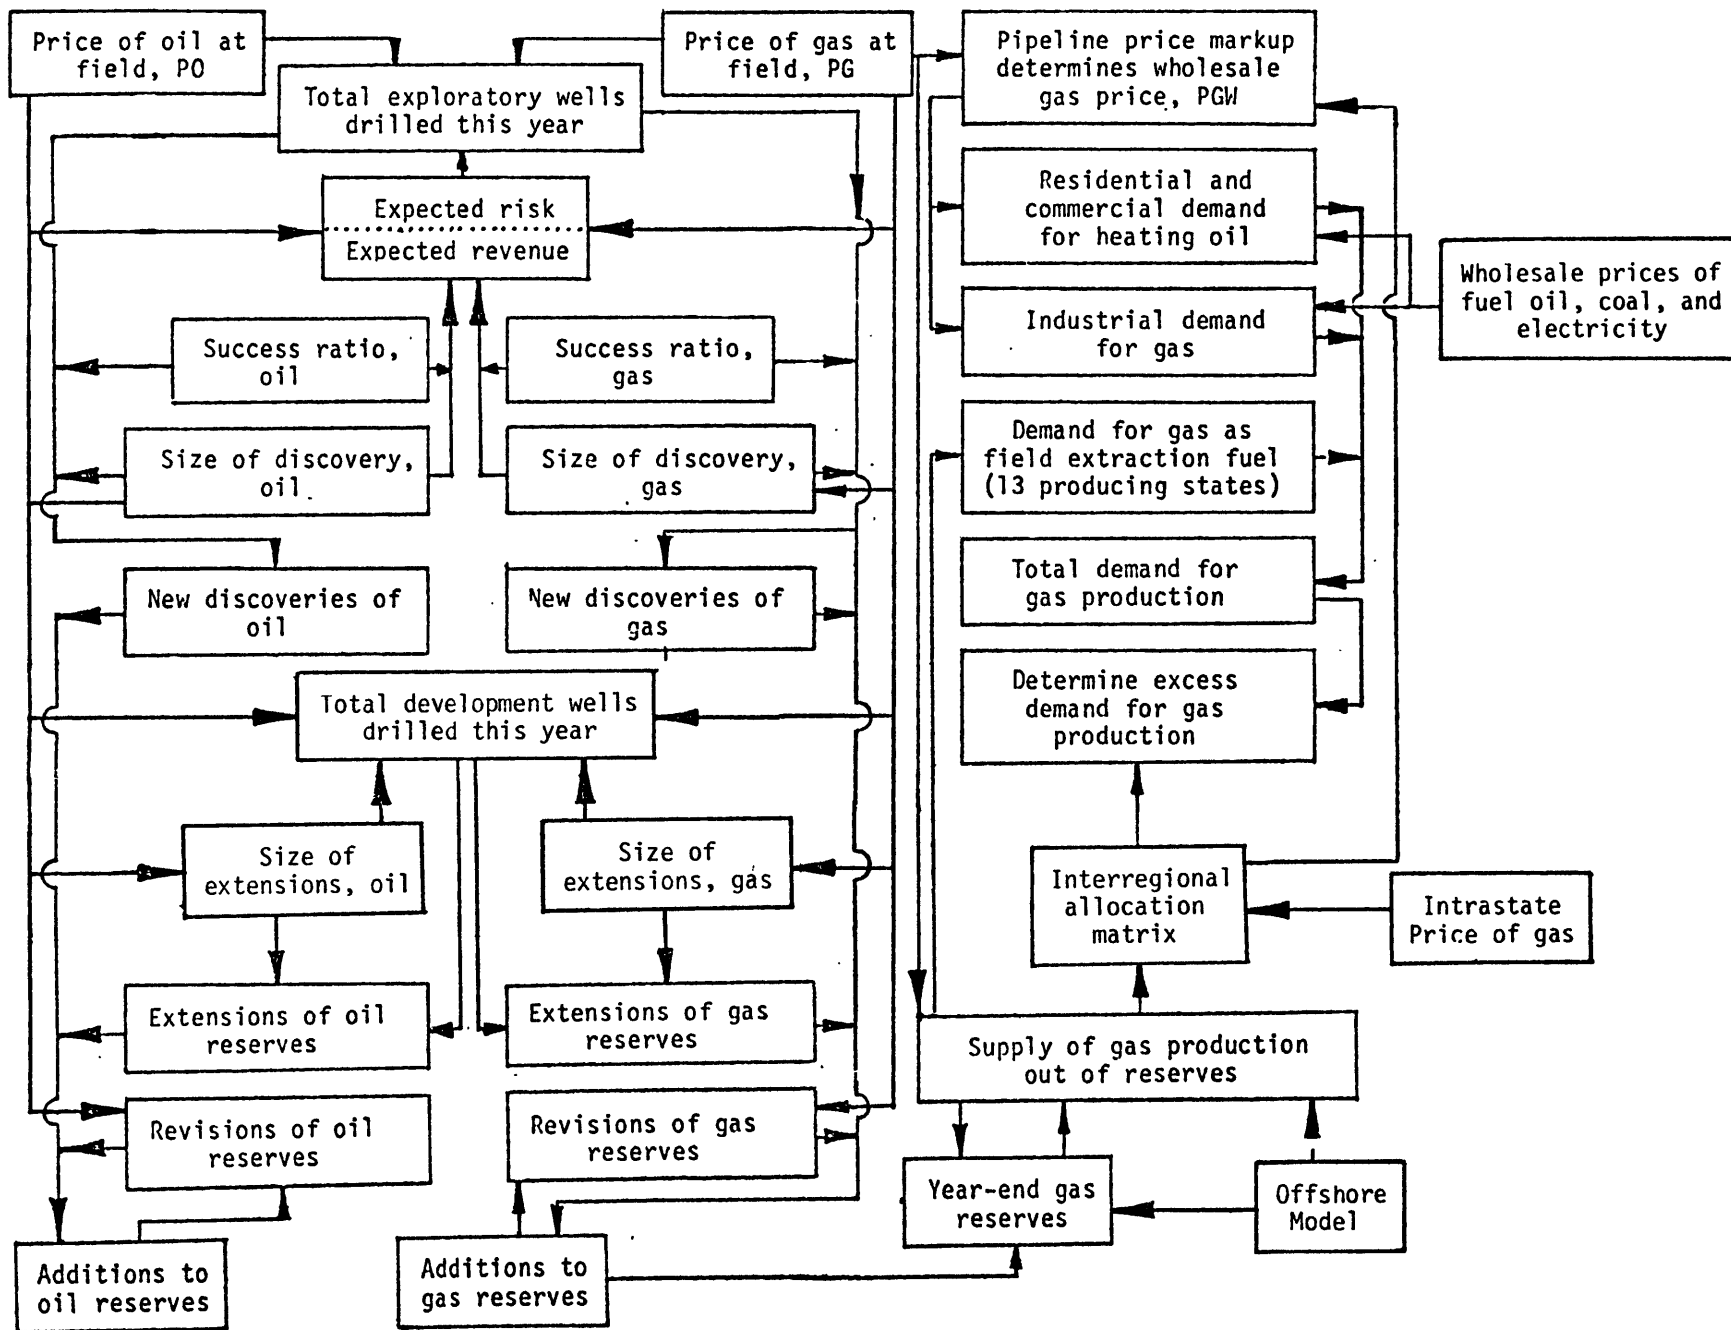 Price of oil at
field, PO
Price of gas at
field, PG
Total exploratory wells
drilled this year
Expected risk
Expected revenue
Success ratio,
oil
Success ratio,
gas
Size of discovery,
oil
Size of discovery,
gas
New discoveries of
oil
New discoveries of
gas
Total development wells
drilled this year
Size of
extensions, oil
Size of
extensions, gas
Extensions of oil
reserves
Extensions of gas
reserves
Revisions of oil
reserves
Revisions of gas
reserves
Additions to
oil reserves
Additions to
gas reserves
Pipeline price markup
determines wholesale
gas price, PGW
Residential and
commercial demand
for heating oil
Industrial demand
for gas
Wholesale prices of
fuel oil, coal, and
electricity
Demand for gas as
field extraction fuel
(13 producing states)
Total demand for
gas production
Determine excess
demand for gas
production
Interregional
allocation
matrix
Intrastate
Price of gas
Supply of gas production
out of reserves
Year-end gas
reserves
Offshore
Model